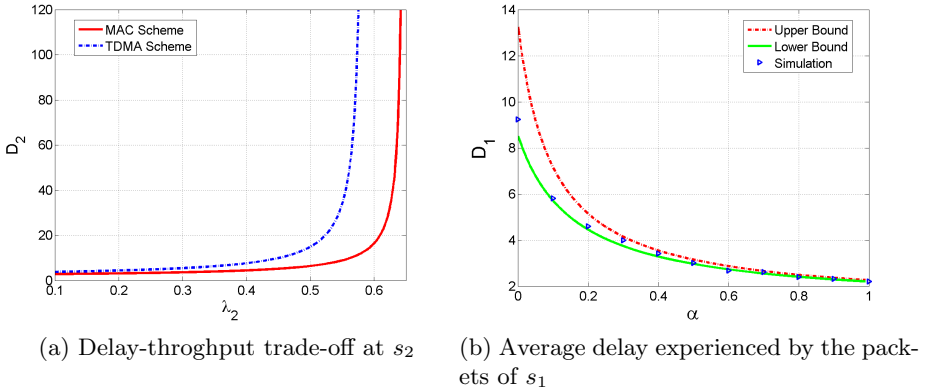 120
100
80
60
40
20
0
D2
MAC Scheme
TDMA Scheme
0.1 0.2 0.3 0.4 0.5 0.6
λ2
(a) Delay-throghput trade-off at s2
14
12
10
8
6
4
2
D1
Upper Bound
Lower Bound
Simulation
0 0.2 0.4 0.6 0.8 1
α
(b) Average delay experienced by the pack-
ets of s1